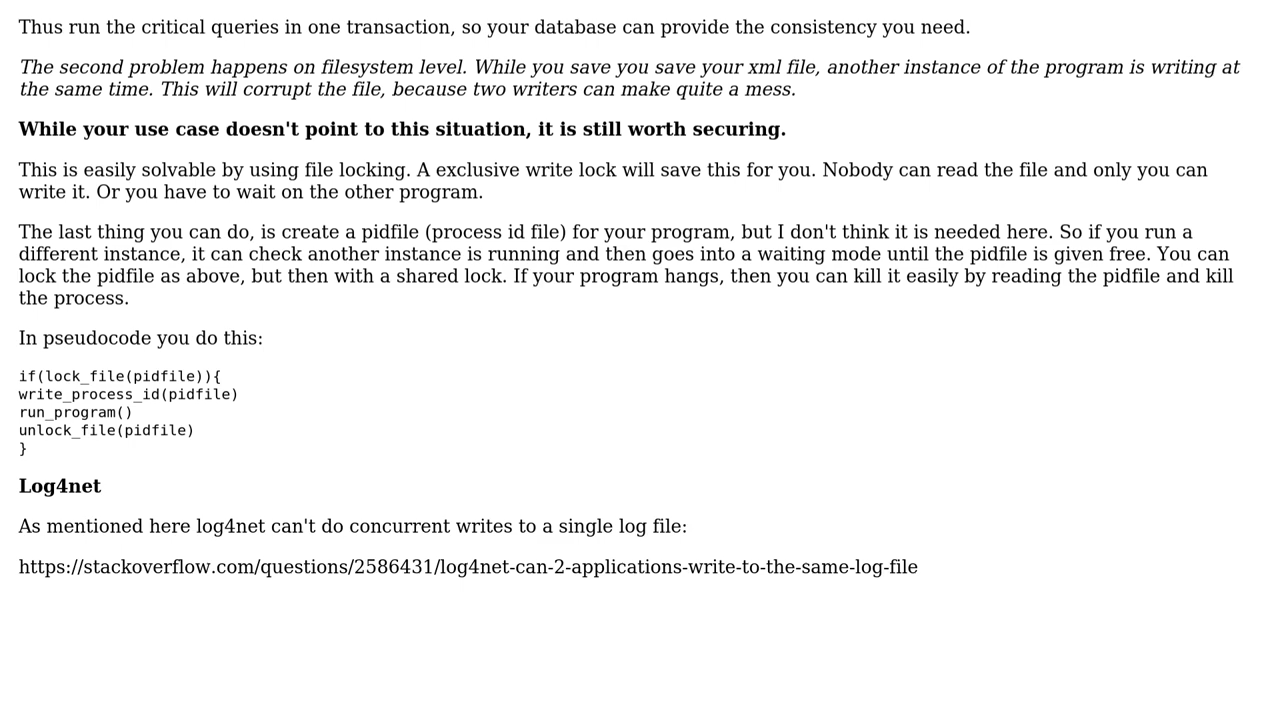 Thus run the critical queries in one transaction, so your database can provide the consistency you need.
The second problem happens on filesystem level. While you save you save your xml file, another instance of the program is writing at
the same time. This will corrupt the file, because two writers can make quite a mess.
While your use case doesn't point to this situation, it is still worth securing.
This is easily solvable by using file locking. A exclusive write lock will save this for you. Nobody can read the file and only you can
write it. Or you have to wait on the other program.
The last thing you can do, is create a pidfile (process id file) for your program, but I don't think it is needed here. So if you run a
different instance, it can check another instance is running and then goes into a waiting mode until the pidfile is given free. You can
lock the pidfile as above, but then with a shared lock. If your program hangs, then you can kill it easily by reading the pidfile and kill
the process.
In pseudocode you do this:
if(lock_file(pidfile)){
write_process_id(pidfile)
run_program()
unlock_file(pidfile)
}
Log4net
As mentioned here log4net can't do concurrent writes to a single log file:
https://stackoverflow.com/questions/2586431/log4net-can-2-applications-write-to-the-same-log-file